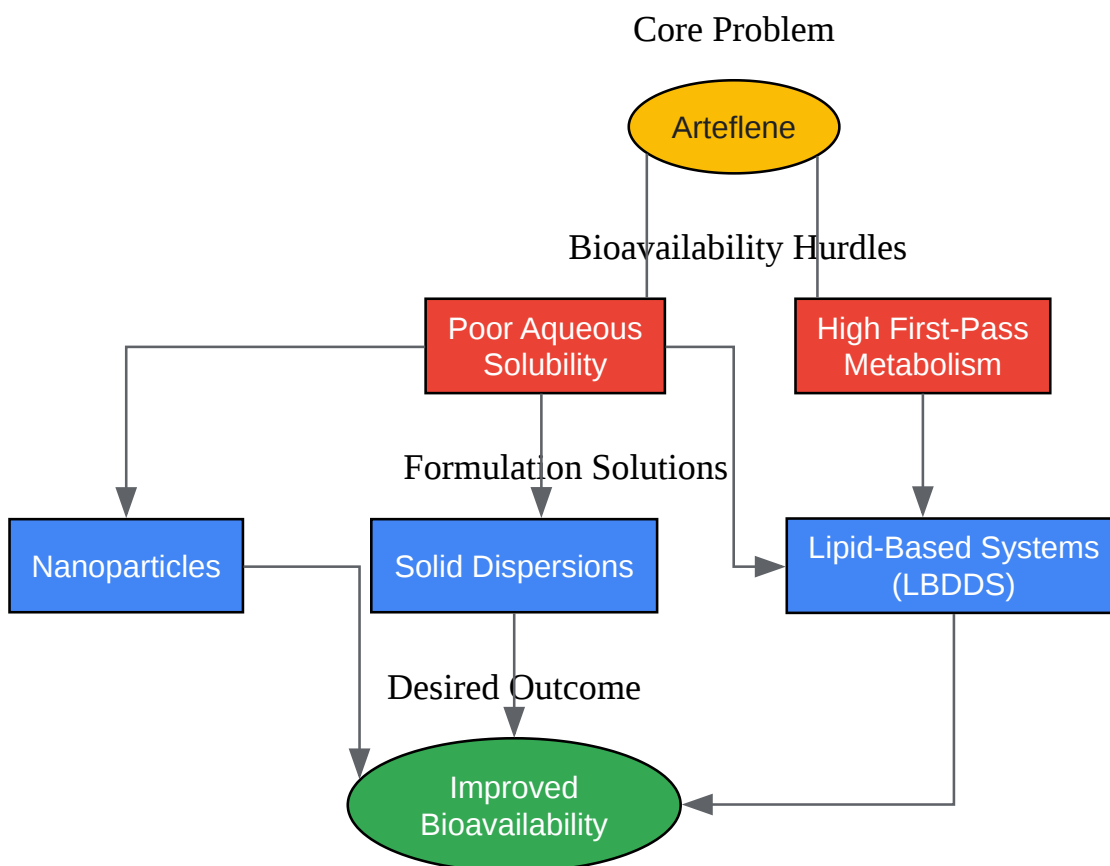 Core Problem
Arteflene
Bioavailability Hurdles
Poor Aqueous
Solubility
High First-Pass
Metabolism
Formulation Solutions
Nanoparticles
Solid Dispersions
Lipid-Based Systems
(LBDDS)
Desired Outcome
Improved
Bioavailability